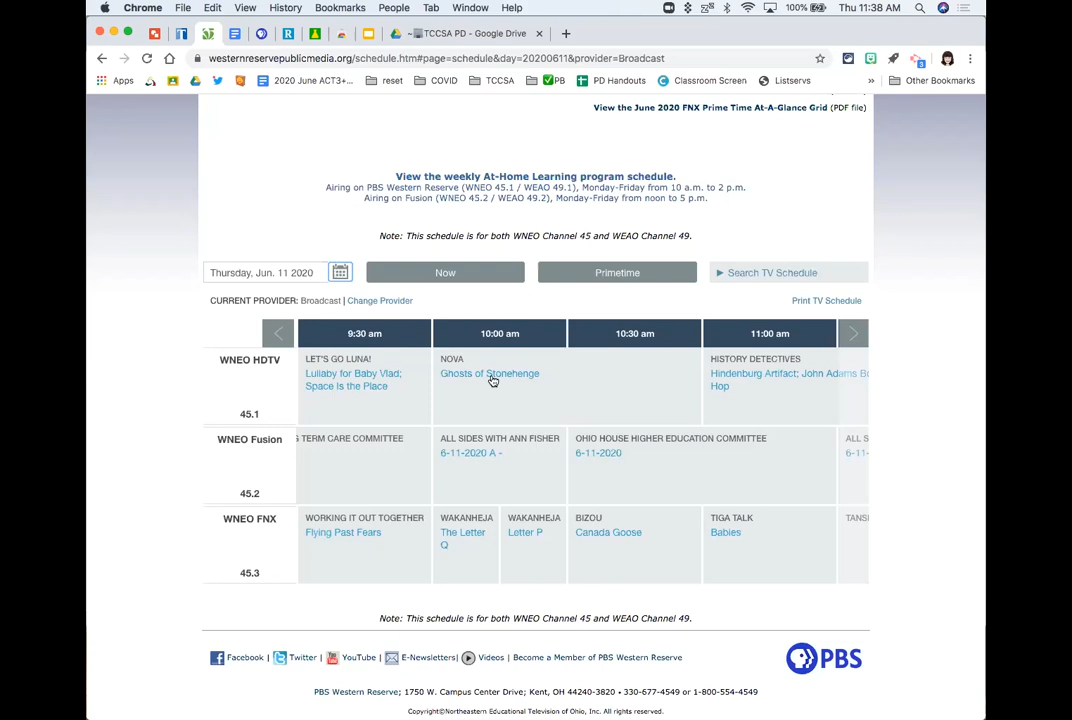 Chrome File Edit View History Bookmarks People Tab Window Help 100% Thu 11:38 AM
~ TCCSA PD - Google Drive
westernreservepublicmedia.org/schedule.htm#page=schedule&day=20200611&provider=Broadcast
Apps 2020 June ACT3+... reset COVID TCCSA PB PD Handouts Classroom Screen Listservs » Other Bookmarks
View the June 2020 FNX Prime Time At-A-Glance Grid (PDF file)
View the weekly At-Home Learning program schedule.
Airing on PBS Western Reserve (WNEO 45.1 / WEAO 49.1), Monday-Friday from 10 a.m. to 2 p.m.
Airing on Fusion (WNEO 45.2 / WEAO 49.2), Monday-Friday from noon to 5 p.m.
Note: This schedule is for both WNEO Channel 45 and WEAO Channel 49.
Thursday, Jun. 11 2020 Now Primetime Search TV Schedule
CURRENT PROVIDER: Broadcast | Change Provider Print TV Schedule
9:30 am 10:00 am 10:30 am 11:00 am
WNEO HDTV LET'S GO LUNA! NOVA HISTORY DETECTIVES
Lullaby for Baby Vlad; Ghosts of Stonehenge Hindenburg Artifact; John Adams Bo
Space Is the Place Hop
45.1
WNEO Fusion G TERM CARE COMMITTEE ALL SIDES WITH ANN FISHER OHIO HOUSE HIGHER EDUCATION COMMITTEE ALL S
6-11-2020 A - 6-11-2020 6-11-
45.2
WNEO FNX WORKING IT OUT TOGETHER WAKANHEJA WAKANHEJA BIZOU TIGA TALK TANSI
Flying Past Fears The Letter Letter P Canada Goose Babies
Q
45.3
Note: This schedule is for both WNEO Channel 45 and WEAO Channel 49.
Facebook | Twitter | YouTube | E-Newsletters| Videos | Become a Member of PBS Western Reserve
PBS
PBS Western Reserve; 1750 W. Campus Center Drive; Kent, OH 44240-3820 • 330-677-4549 or 1-800-554-4549
Copyright©Northeastern Educational Television of Ohio, Inc. All rights reserved.